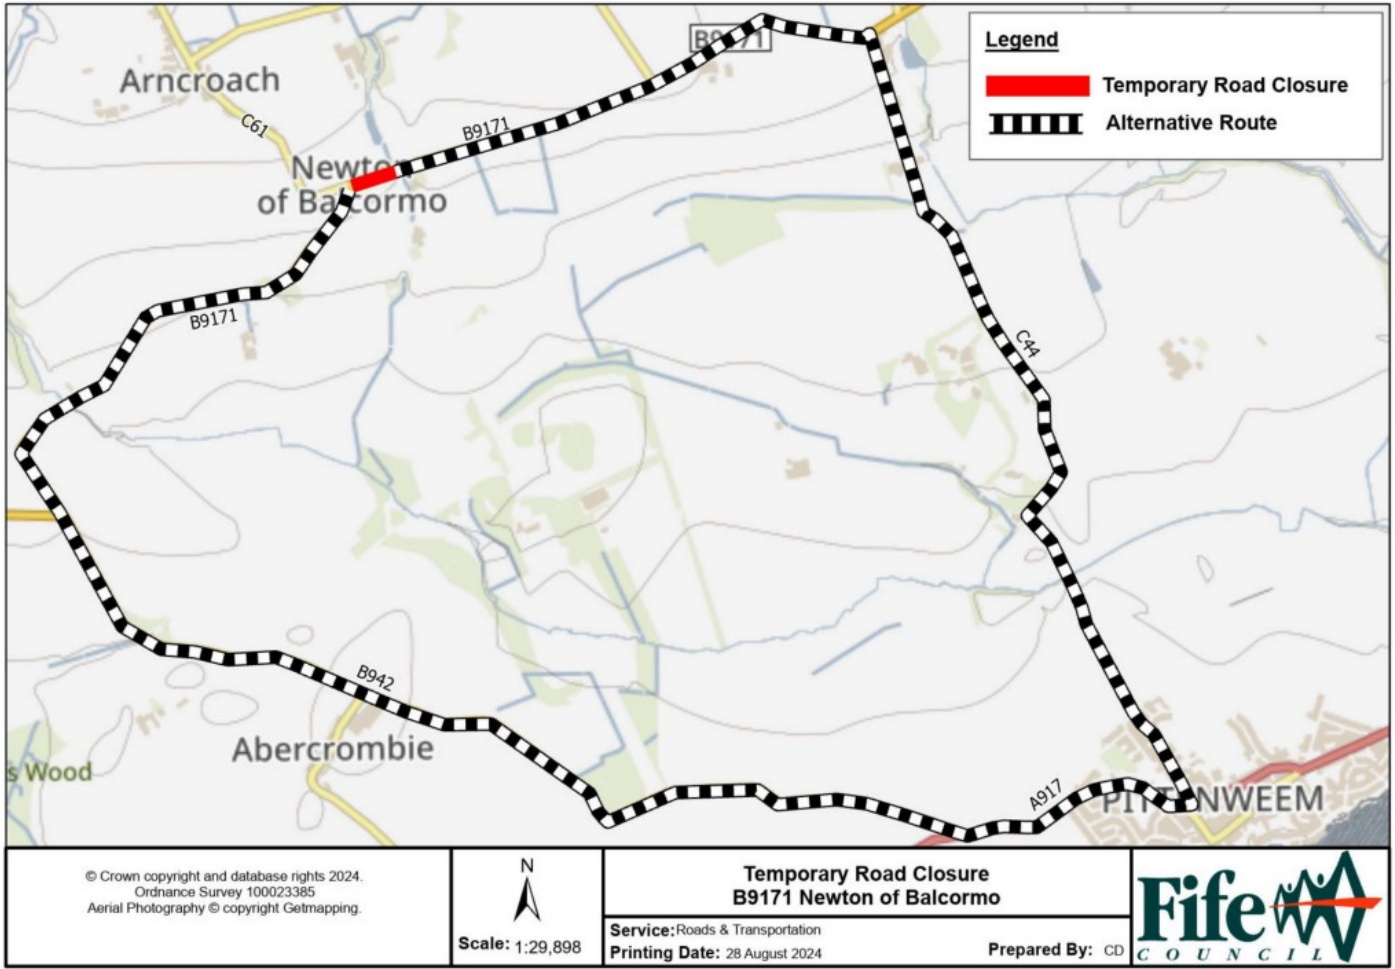 B9171
Legend
Temporary Road Closure
Alternative Route
Arncroach
C61
B9171
Newton
of Balcormo
B9171
C44
B942
Abercrombie
s Wood
A917
PITTENWEEM
© Crown copyright and database rights 2024.
Ordnance Survey 100023385
Aerial Photography © copyright Getmapping.
N
Scale: 1:29,898
Temporary Road Closure
B9171 Newton of Balcormo
Service: Roads & Transportation
Printing Date: 28 August 2024
Prepared By: CD
Fife
COUNCIL